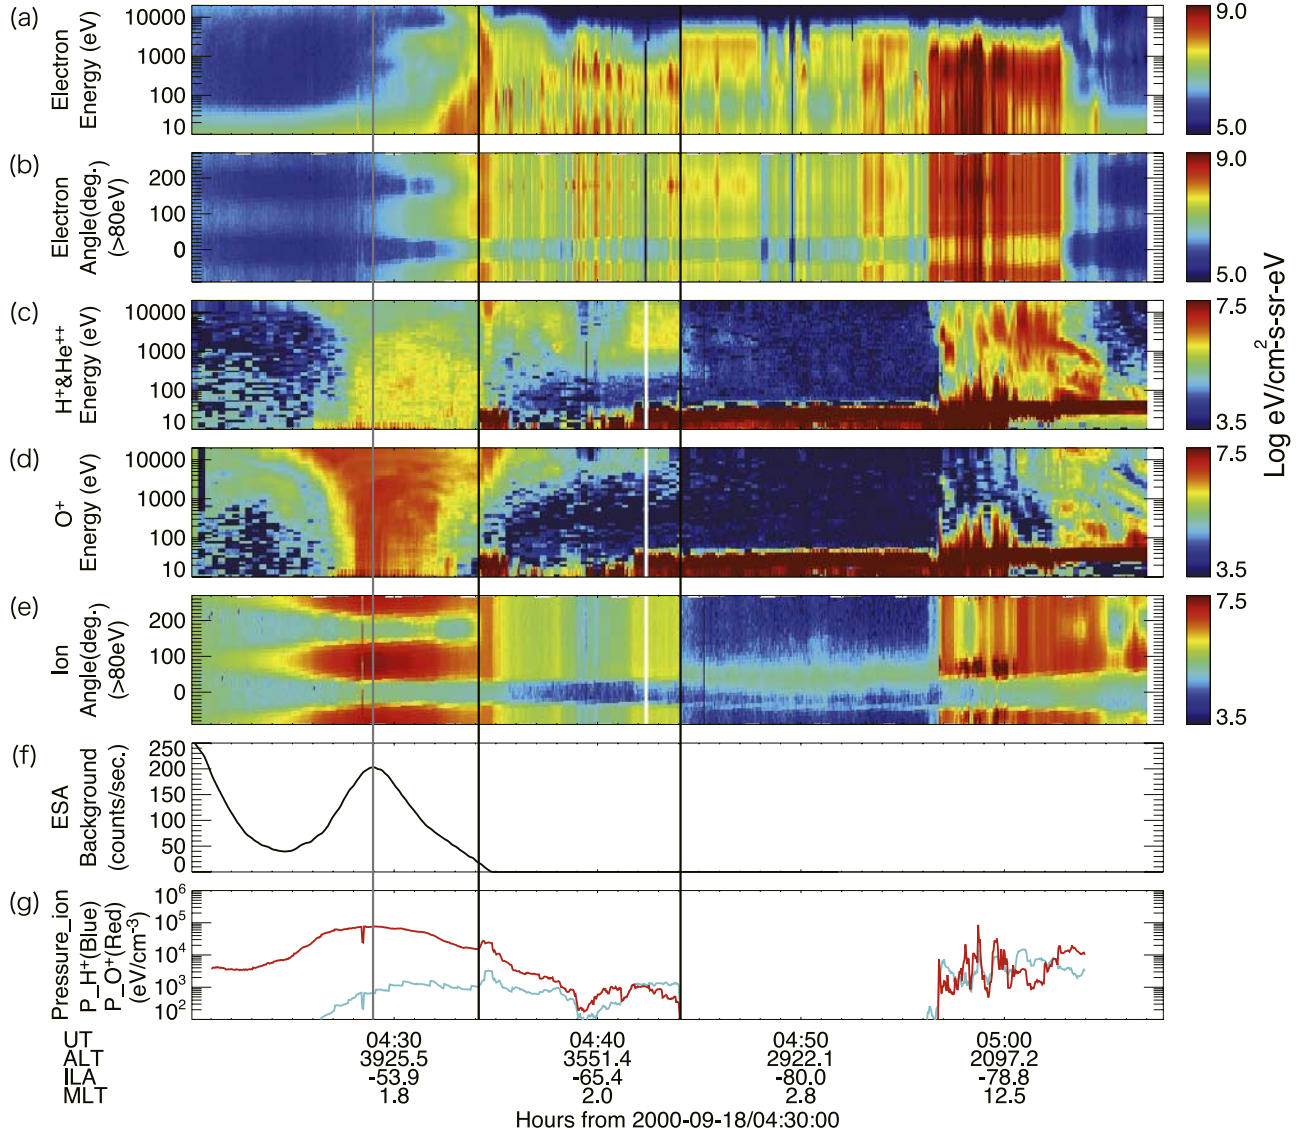 (a)
Electron
Energy (eV)
10000
1000
100
10
9.0
5.0
(b)
Electron
Angle(deg.)
(>80eV)
200
100
0
9.0
5.0
(c)
H⁺&He⁺⁺
Energy (eV)
10000
1000
100
10
7.5
3.5
(d)
O⁺
Energy (eV)
10000
1000
100
10
7.5
3.5
(e)
Ion
Angle(deg.)
(>80eV)
200
100
0
7.5
3.5
Log eV/cm²-s-sr-eV
(f)
ESA
Background
(counts/sec.)
250
200
150
100
50
0
(g)
Pressure_ion
P_H⁺(Blue)
P_O⁺(Red)
(eV/cm⁻³)
10⁶
10⁵
10⁴
10³
10²
UT 04:30 04:40 04:50 05:00
ALT 3925.5 3551.4 2922.1 2097.2
ILA -53.9 -65.4 -80.0 -78.8
MLT 1.8 2.0 2.8 12.5
Hours from 2000-09-18/04:30:00